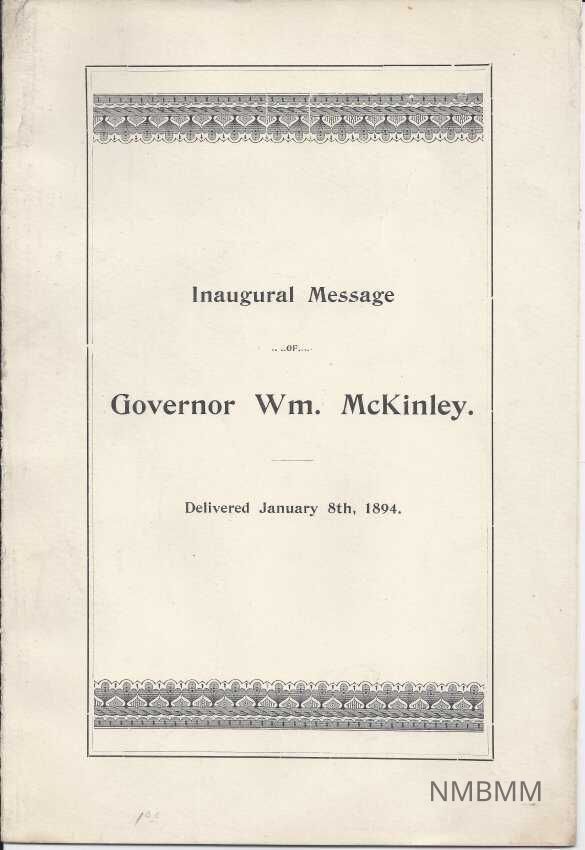 Inaugural Message
.. ..OF....
Governor Wm. McKinley.
Delivered January 8th, 1894.
NMBMM